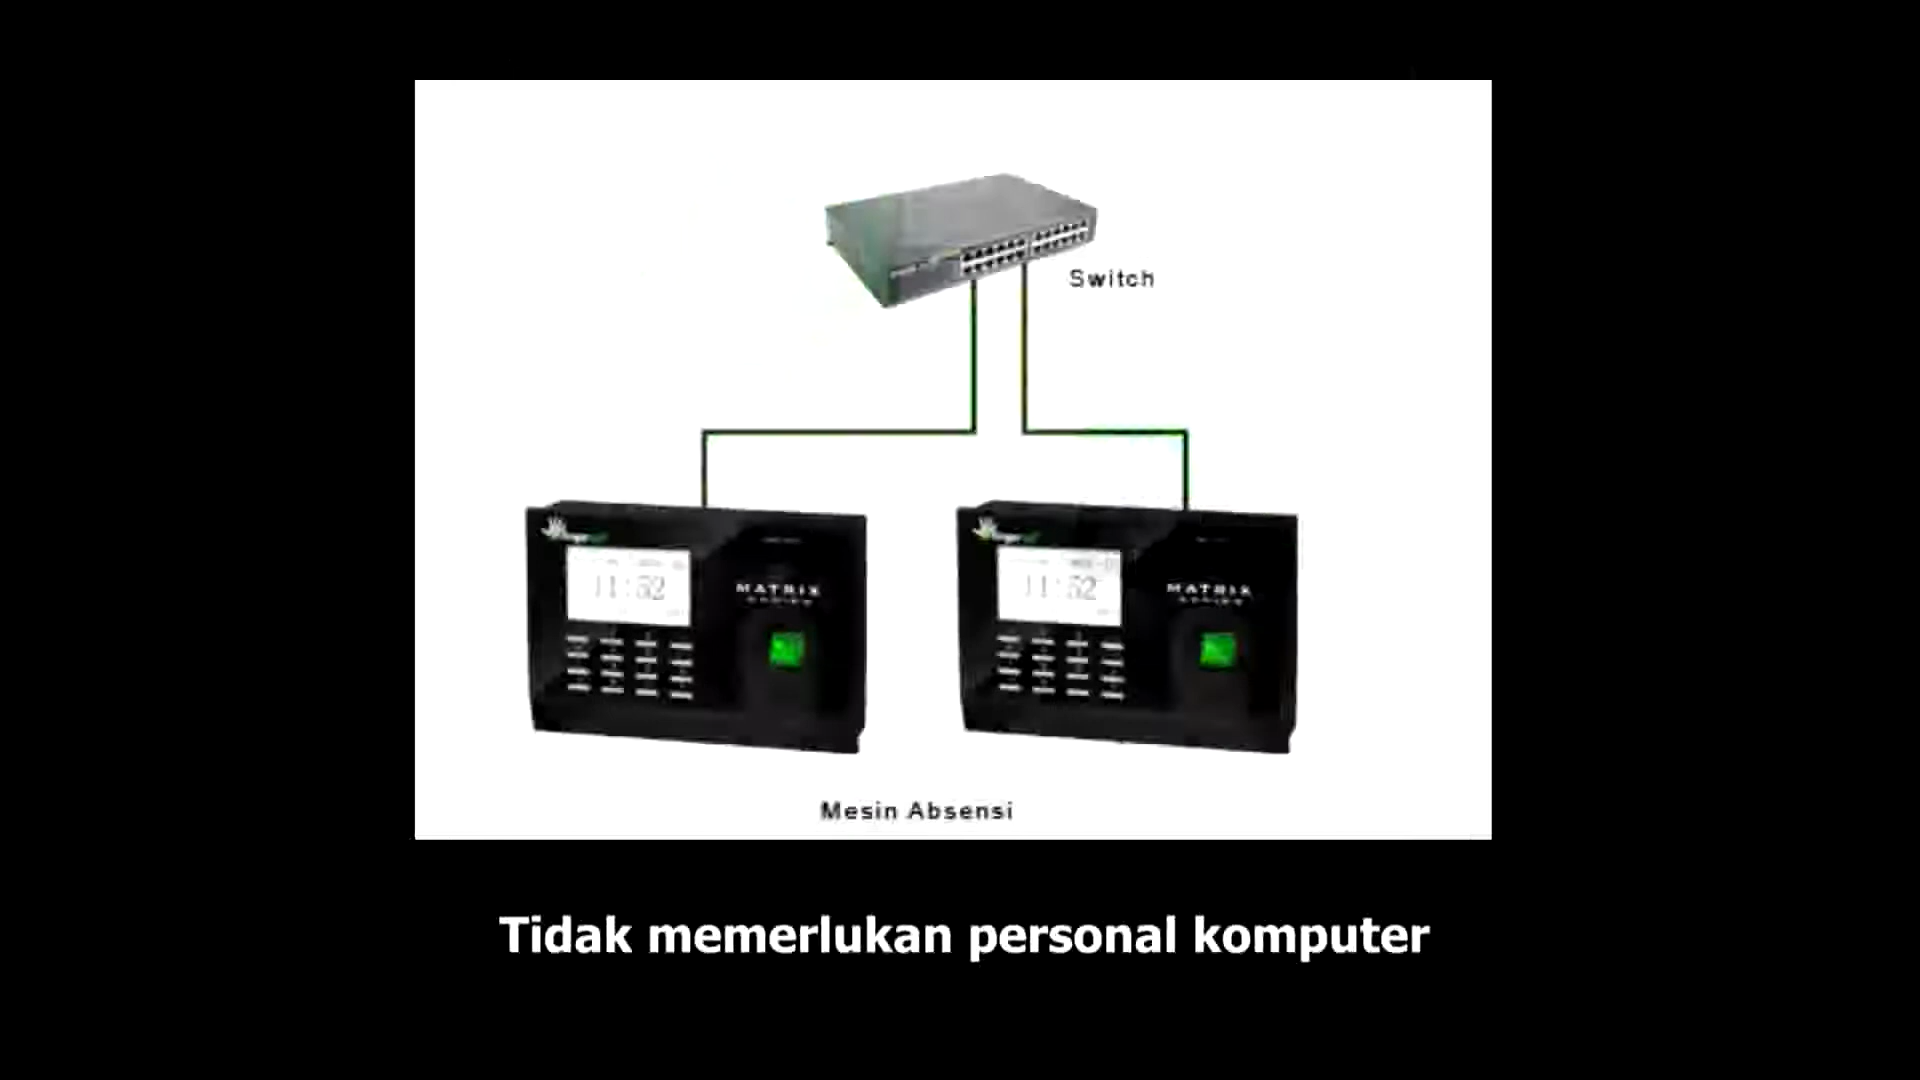 Switch
11:52
MATRIX
11:52
MATRIX
Mesin Absensi
Tidak memerlukan personal komputer